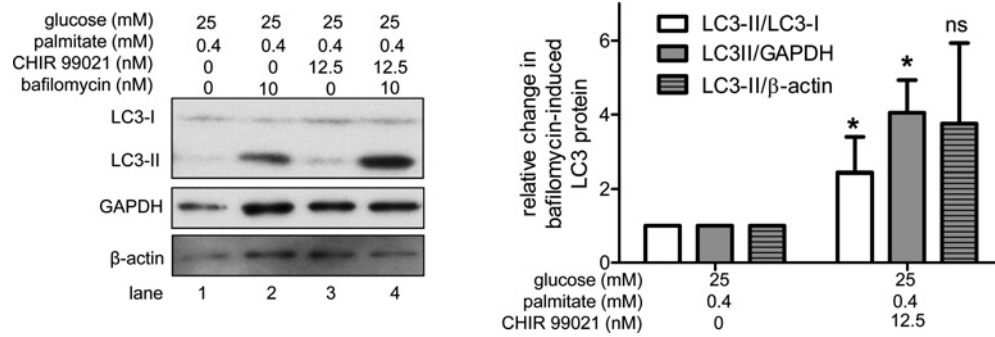 glucose (mM) 25 25 25 25
palmitate (mM) 0.4 0.4 0.4 0.4
CHIR 99021 (nM) 0 0 12.5 12.5
bafilomycin (nM) 0 10 0 10
LC3-I
LC3-II
GAPDH
β-actin
lane 1 2 3 4
relative change in
bafilomycin-induced
LC3 protein
6
4
2
0
LC3-II/LC3-I
LC3II/GAPDH
LC3-II/β-actin
*
*
ns
glucose (mM) 25 25
palmitate (mM) 0.4 0.4
CHIR 99021 (nM) 0 12.5